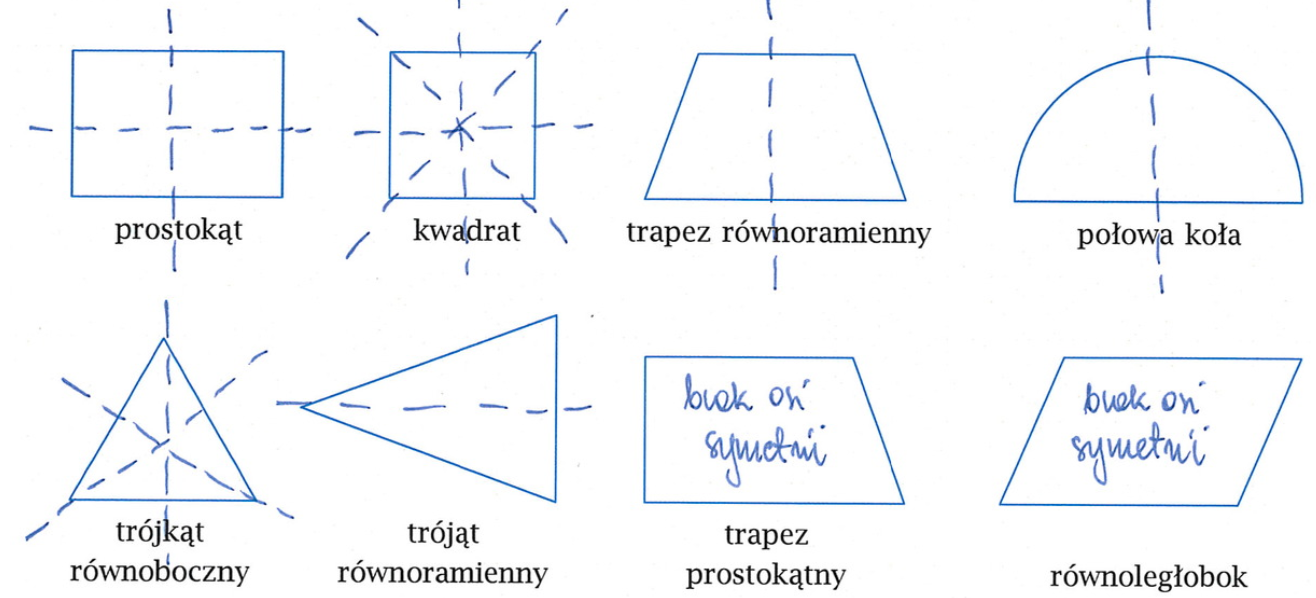 prostokąt
kwadrat
trapez równoramienny
połowa koła
brak osi
symetrii
brak osi
symetrii
trójkąt
równoboczny
trójąt
równoramienny
trapez
prostokątny
równoległobok